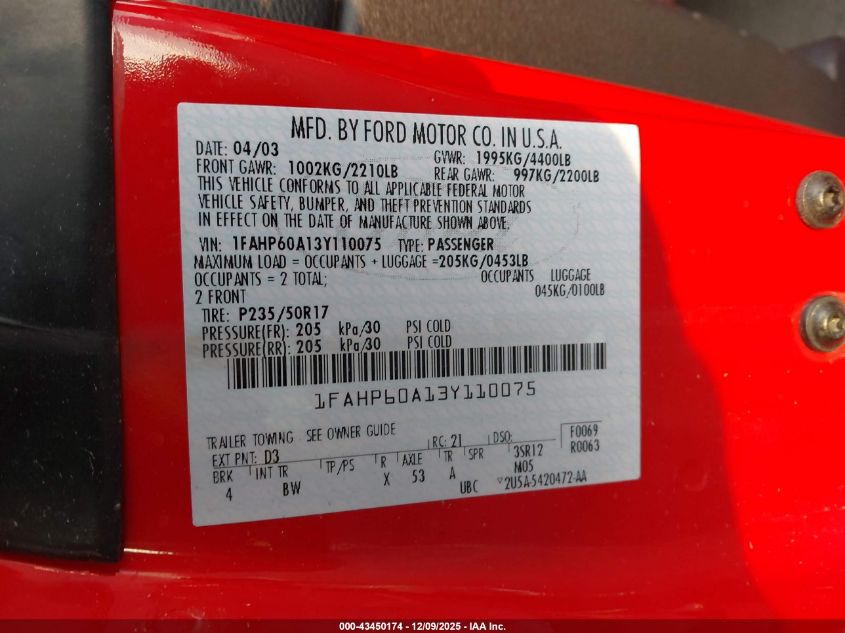 MFD. BY FORD MOTOR CO. IN U.S.A.
DATE: 04/03 GVWR: 1995KG/4400LB
FRONT GAWR: 1002KG/2210LB REAR GAWR: 997KG/2200LB
THIS VEHICLE CONFORMS TO ALL APPLICABLE FEDERAL MOTOR
VEHICLE SAFETY, BUMPER, AND THEFT PREVENTION STANDARDS
IN EFFECT ON THE DATE OF MANUFACTURE SHOWN ABOVE.
VIN: 1FAHP60A13Y110075 TYPE: PASSENGER
MAXIMUM LOAD = OCCUPANTS + LUGGAGE =205KG/0453LB
OCCUPANTS = 2 TOTAL; OCCUPANTS LUGGAGE
2 FRONT 045KG/0100LB
TIRE: P235/50R17
PRESSURE(FR): 205 kPa/30 PSI COLD
PRESSURE(RR): 205 kPa/30 PSI COLD
1FAHP60A13Y110075
TRAILER TOWING: SEE OWNER GUIDE
EXT PNT: D3 RC: 21 DSO: F0069
BRK INT TR TP/PS R AXLE TR SPR 3SR12 R0063
4 BW X 53 A M05
UBC 2U5A-5420472-AA
000-43450174 - 12/09/2025 - IAA Inc.